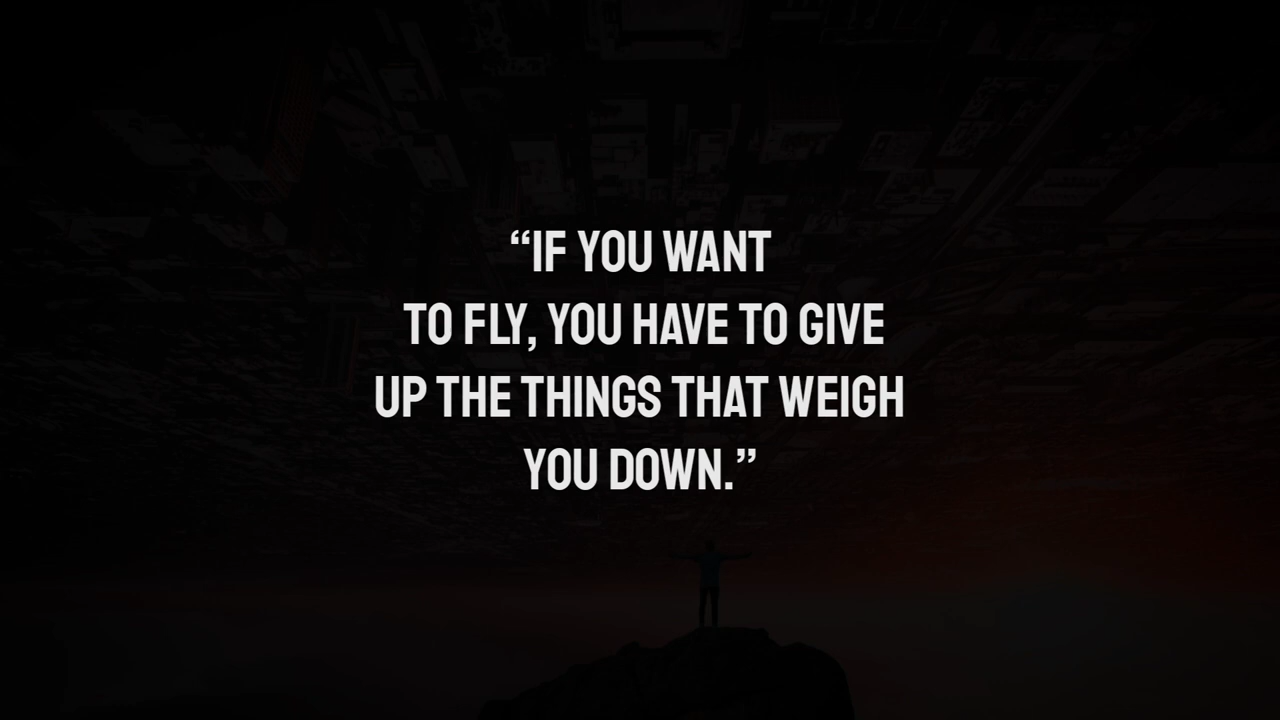 “IF YOU WANT
TO FLY, YOU HAVE TO GIVE
UP THE THINGS THAT WEIGH
YOU DOWN.”